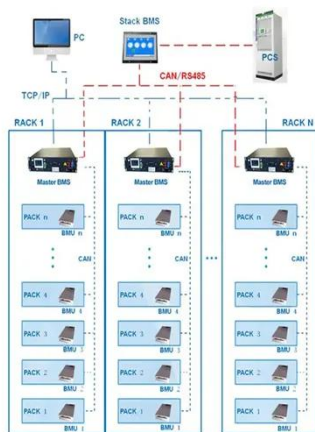 PC
Stack BMS
PCS
CAN/RS485
TCP/IP
RACK 1
RACK 2
RACK N
Master BMS
Master BMS
Master BMS
PACK n
BMU n
PACK n
BMU n
PACK n
BMU n
CAN
CAN
CAN
...
PACK 4
BMU 4
PACK 4
BMU 4
PACK 4
BMU 4
PACK 3
BMU 3
PACK 3
BMU 3
PACK 3
BMU 3
PACK 2
BMU 2
PACK 2
BMU 2
PACK 2
BMU 2
PACK 1
BMU 1
PACK 1
BMU 1
PACK 1
BMU 1